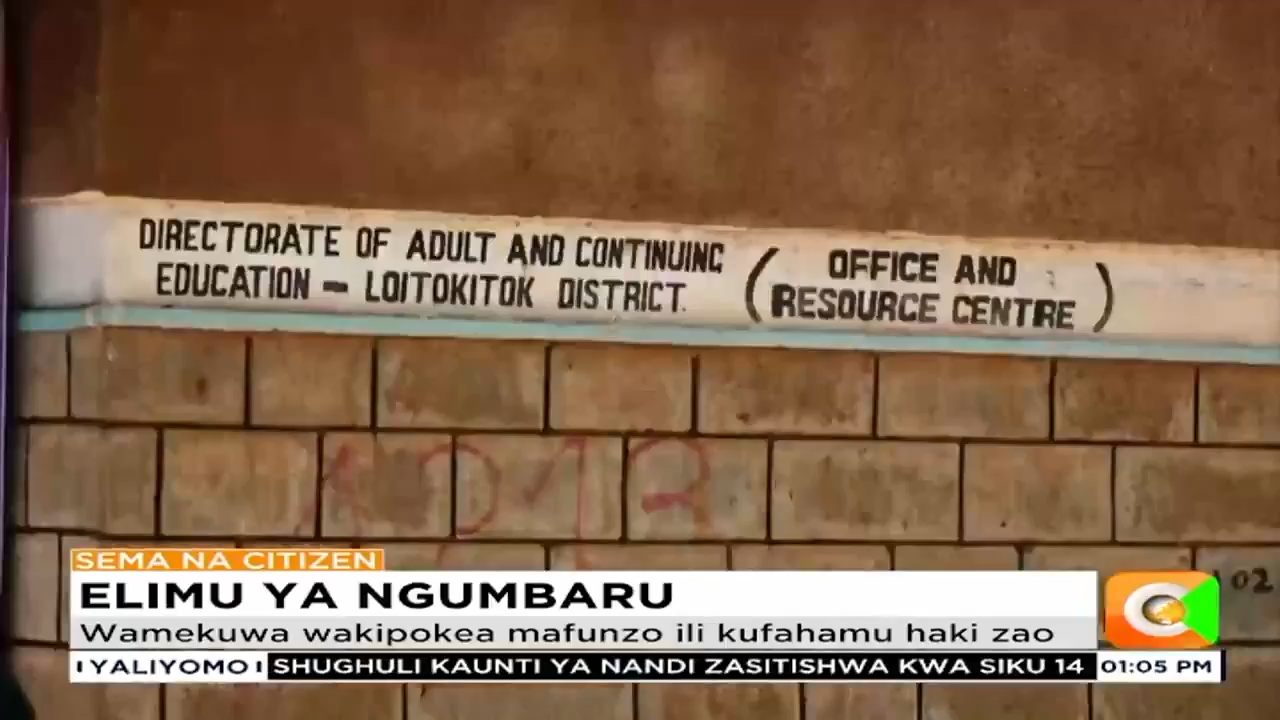 DIRECTORATE OF ADULT AND CONTINUING
EDUCATION - LOITOKITOK DISTRICT.
( OFFICE AND
RESOURCE CENTRE )
SEMA NA CITIZEN
ELIMU YA NGUMBARU
Wamekuwa wakipokea mafunzo ili kufahamu haki zao
YALIYOMO
SHUGHULI KAUNTI YA NANDI ZASITISHWA KWA SIKU 14
01:05 PM